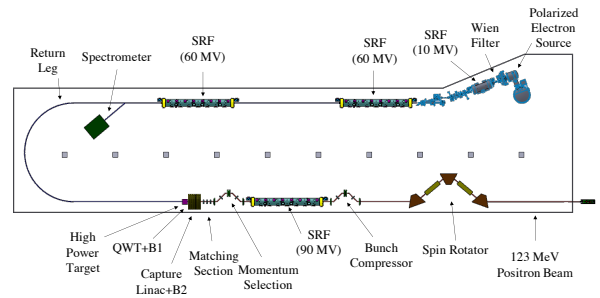 Polarized
Electron
Source
Wien
Filter
SRF
(10 MV)
SRF
(60 MV)
SRF
(60 MV)
Spectrometer
Return
Leg
High
Power
Target
QWT+B1
Capture
Linac+B2
Matching
Section
Momentum
Selection
SRF
(90 MV)
Bunch
Compressor
Spin Rotator
123 MeV
Positron Beam